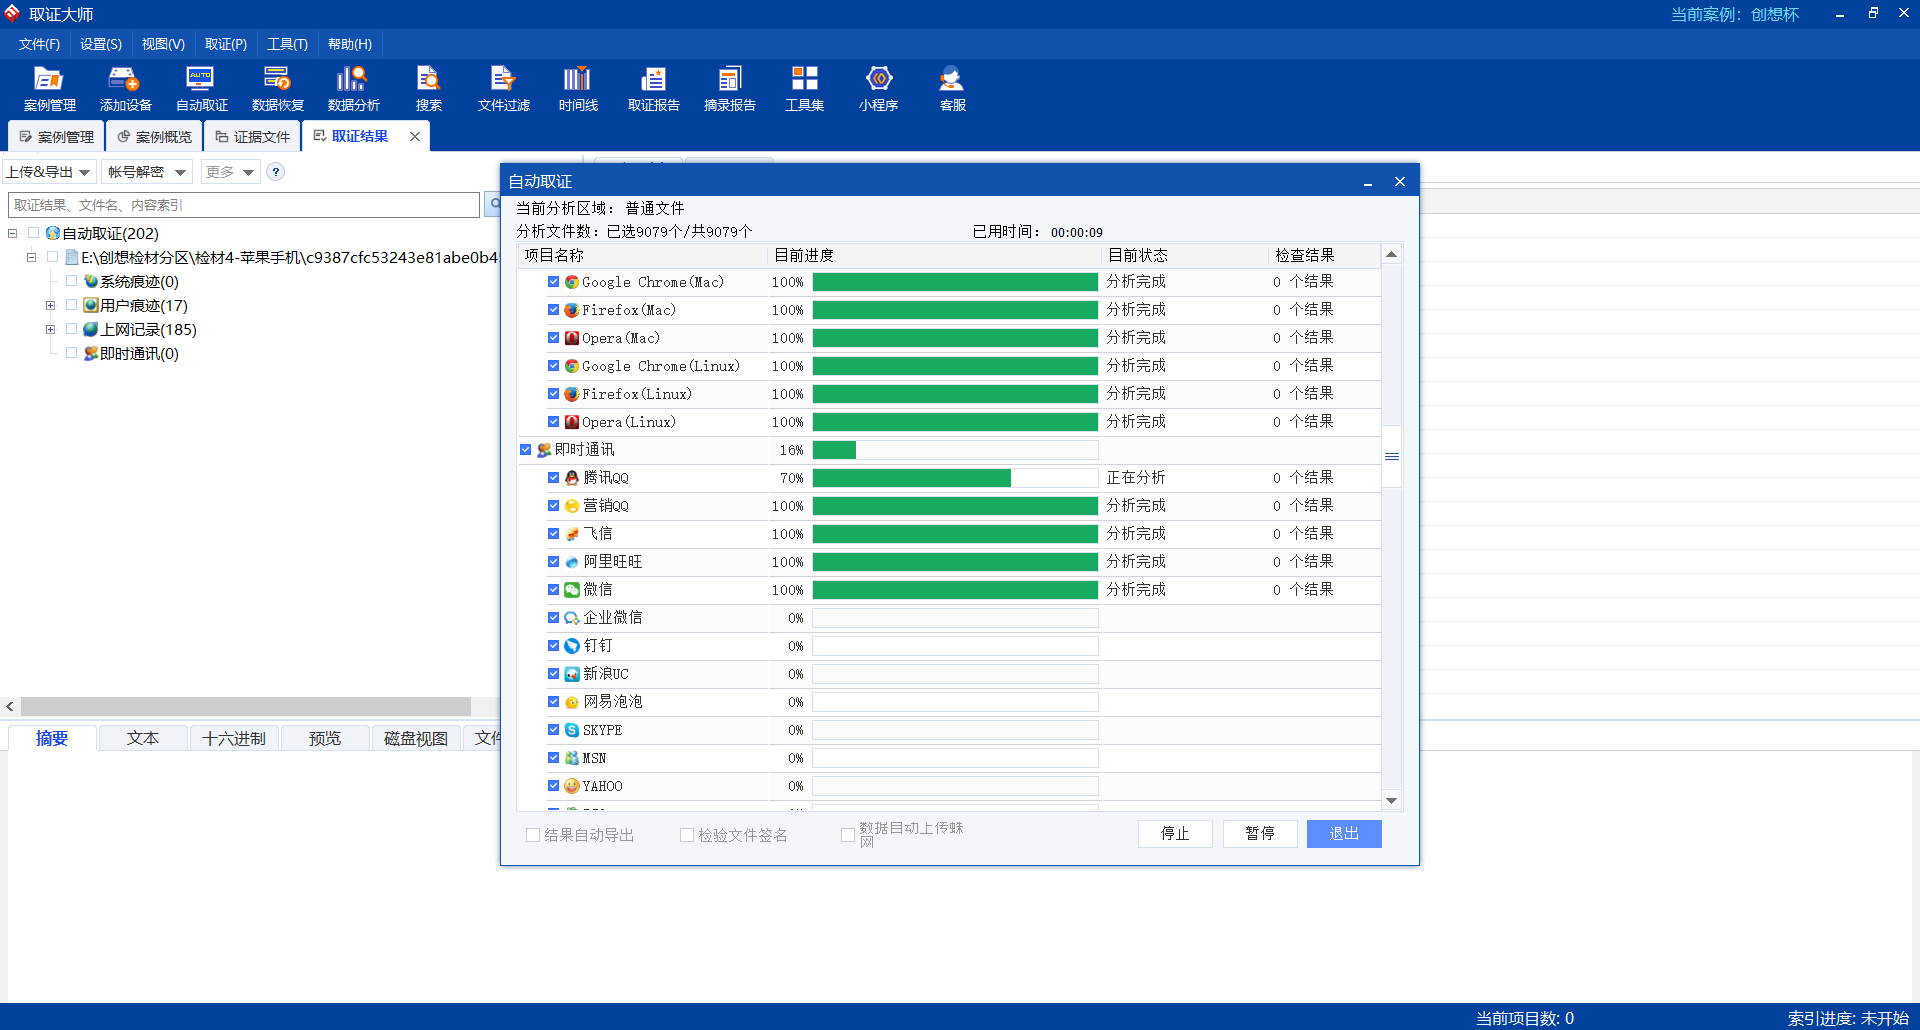 取证大师
当前案例：创想杯
文件(F) 设置(S) 视图(V) 取证(P) 工具(T) 帮助(H)
案例管理 添加设备 自动取证 数据恢复 数据分析 搜索 文件过滤 时间线 取证报告 摘录报告 工具集 小程序 客服
AUTO
案例管理 案例概览 证据文件 取证结果
上传&导出 帐号解密 更多 ?
取证结果、文件名、内容索引
自动取证(202)
E:\创想检材分区\检材4-苹果手机\c9387cfc53243e81abe0b4
系统痕迹(0)
用户痕迹(17)
上网记录(185)
即时通讯(0)
摘要 文本 十六进制 预览 磁盘视图 文件
自动取证
当前分析区域： 普通文件
分析文件数：已选9079个/共9079个
已用时间： 00:00:09
项目名称 目前进度 目前状态 检查结果
Google Chrome(Mac) 100% 分析完成 0 个结果
Firefox(Mac) 100% 分析完成 0 个结果
Opera(Mac) 100% 分析完成 0 个结果
Google Chrome(Linux) 100% 分析完成 0 个结果
Firefox(Linux) 100% 分析完成 0 个结果
Opera(Linux) 100% 分析完成 0 个结果
即时通讯 16%
腾讯QQ 70% 正在分析 0 个结果
营销QQ 100% 分析完成 0 个结果
飞信 100% 分析完成 0 个结果
阿里旺旺 100% 分析完成 0 个结果
微信 100% 分析完成 0 个结果
企业微信 0%
钉钉 0%
新浪UC 0%
网易泡泡 0%
SKYPE 0%
MSN 0%
YAHOO 0%
结果自动导出 检验文件签名 数据自动上传蛛
网
停止 暂停 退出
当前项目数: 0
索引进度: 未开始